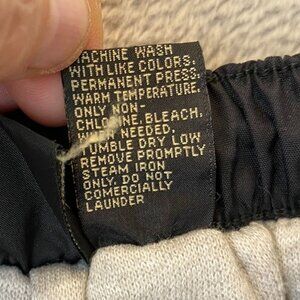 MACHINE WASH
WITH LIKE COLORS.
PERMANENT PRESS.
WARM TEMPERATURE.
ONLY NON-
CHLORINE.BLEACH,
WHEN NEEDED.
TUMBLE DRY LOW
REMOVE PROMPTLY
STEAM IRON
ONLY, DO NOT
COMERCIALLY
LAUNDER